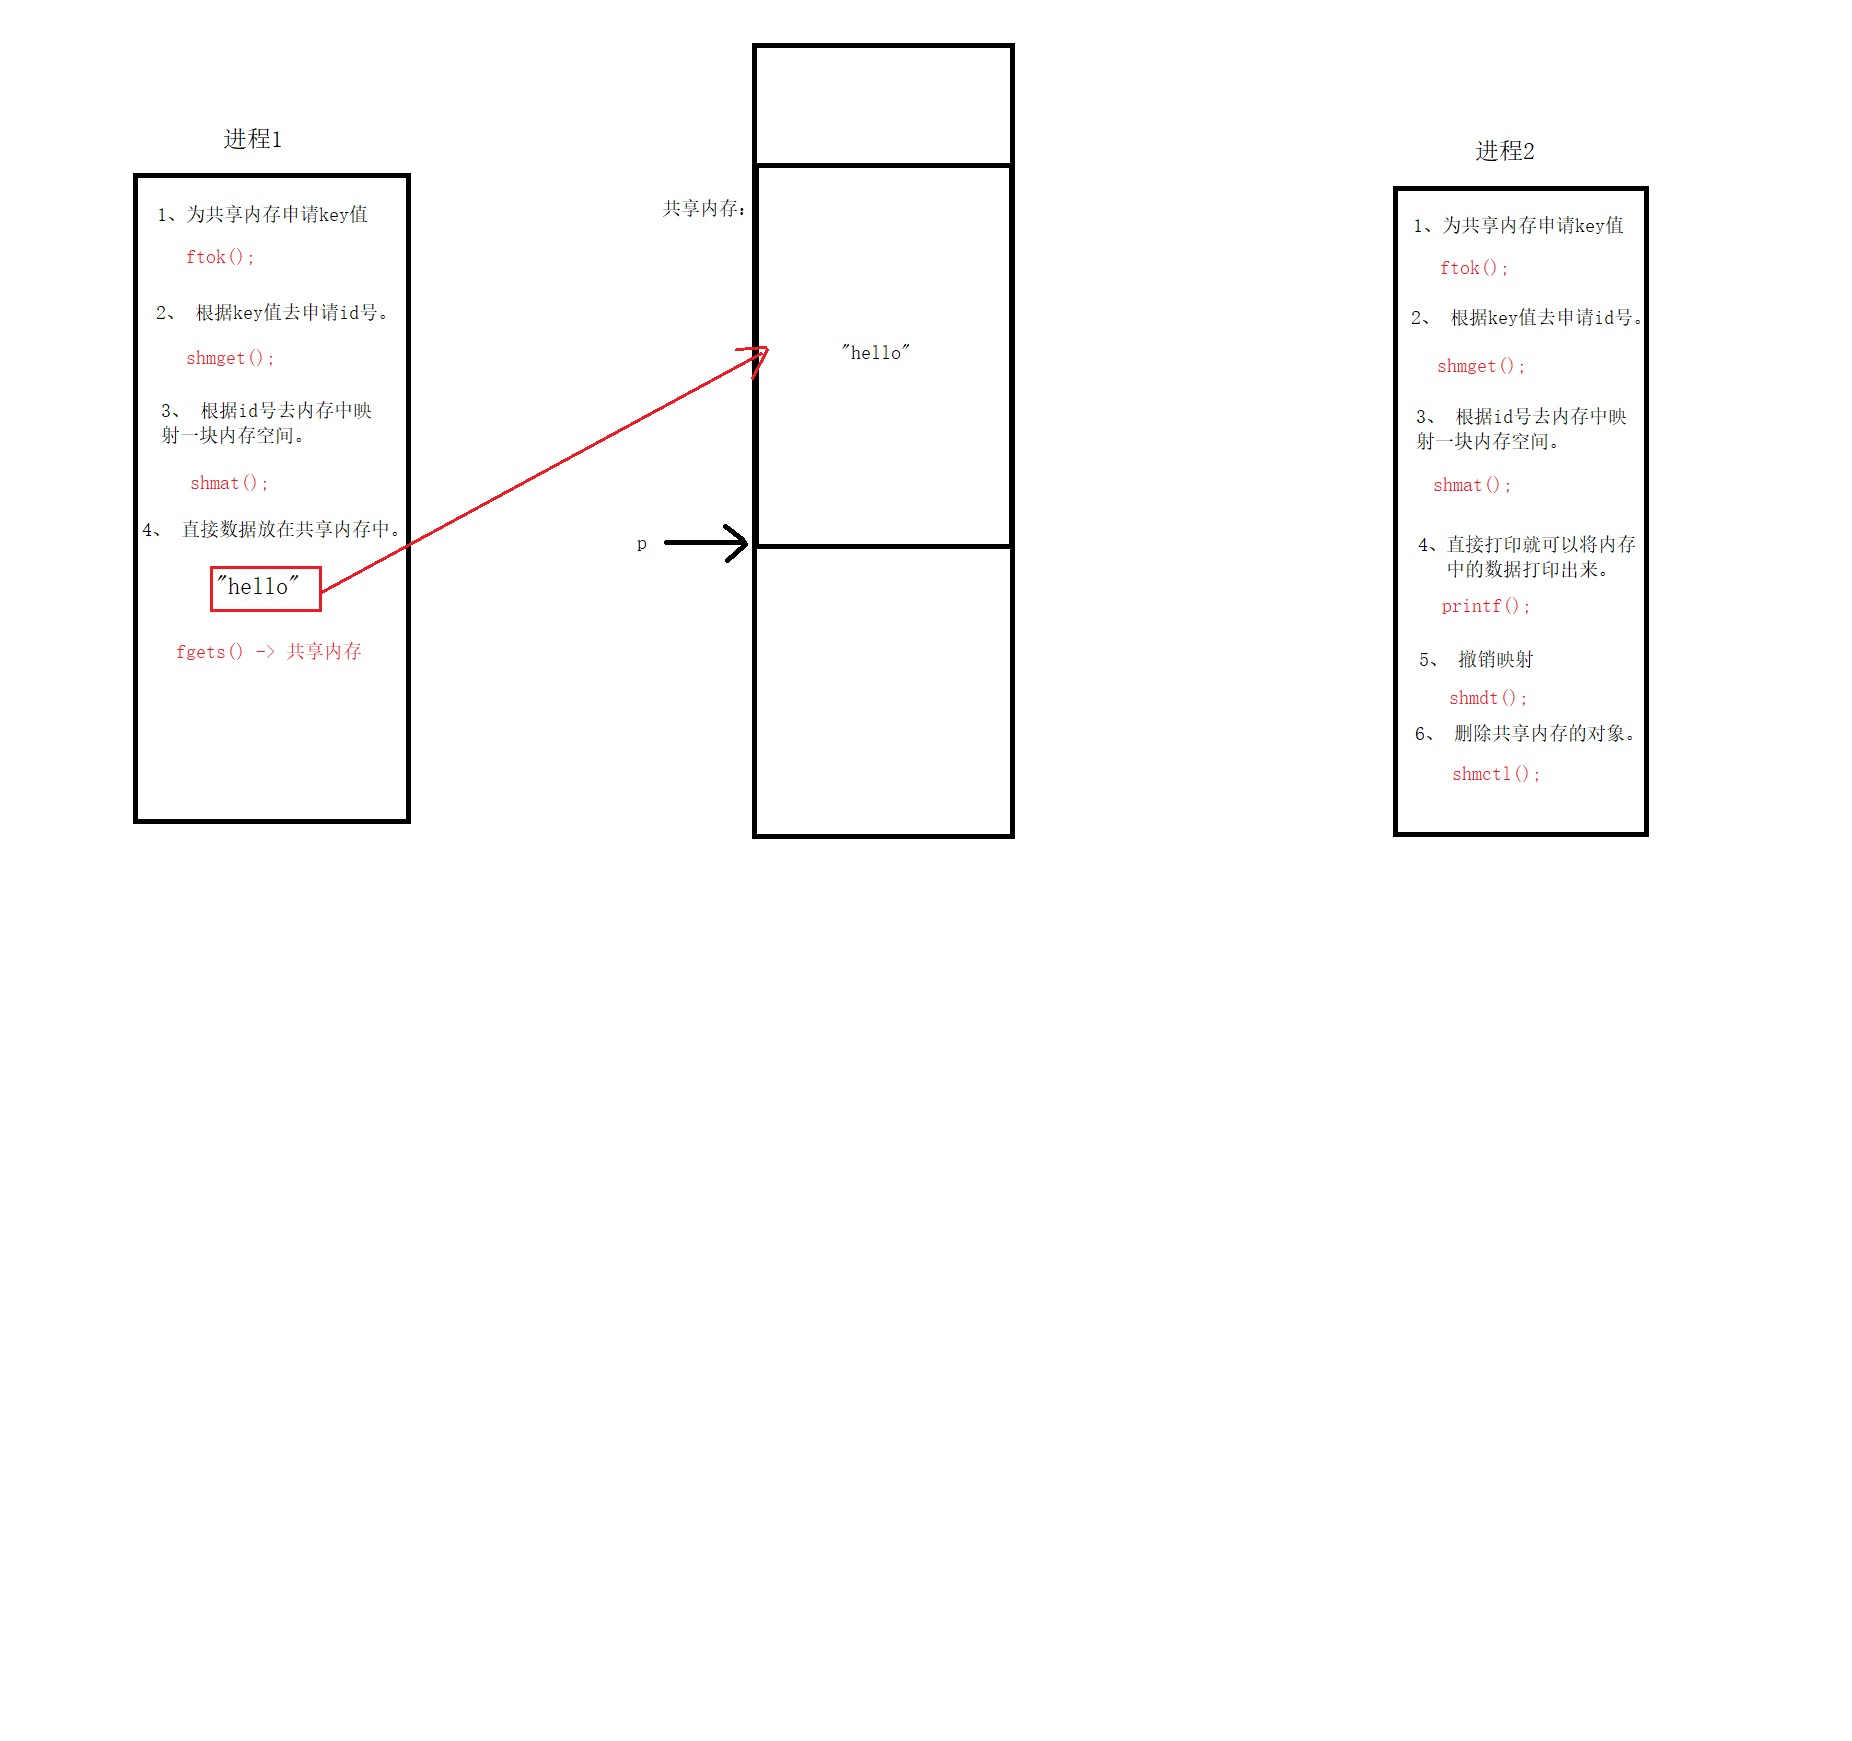 进程1
1、为共享内存申请key值
ftok();
2、 根据key值去申请id号。
shmget();
3、 根据id号去内存中映
射一块内存空间。
shmat();
4、 直接数据放在共享内存中。
"hello"
fgets() -> 共享内存
共享内存:
"hello"
p
进程2
1、为共享内存申请key值
ftok();
2、 根据key值去申请id号。
shmget();
3、 根据id号去内存中映
射一块内存空间。
shmat();
4、直接打印就可以将内存
中的数据打印出来。
printf();
5、 撤销映射
shmdt();
6、 删除共享内存的对象。
shmctl();